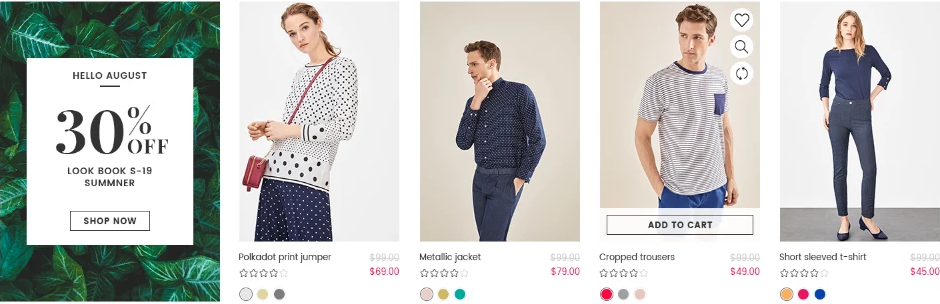 HELLO AUGUST
30%
OFF
LOOK BOOK S-19
SUMMNER
SHOP NOW
Polkadot print jumper
$99.00
$69.00
Metallic jacket
$99.00
$79.00
ADD TO CART
Cropped trousers
$99.00
$49.00
Short sleeved t-shirt
$99.00
$45.00